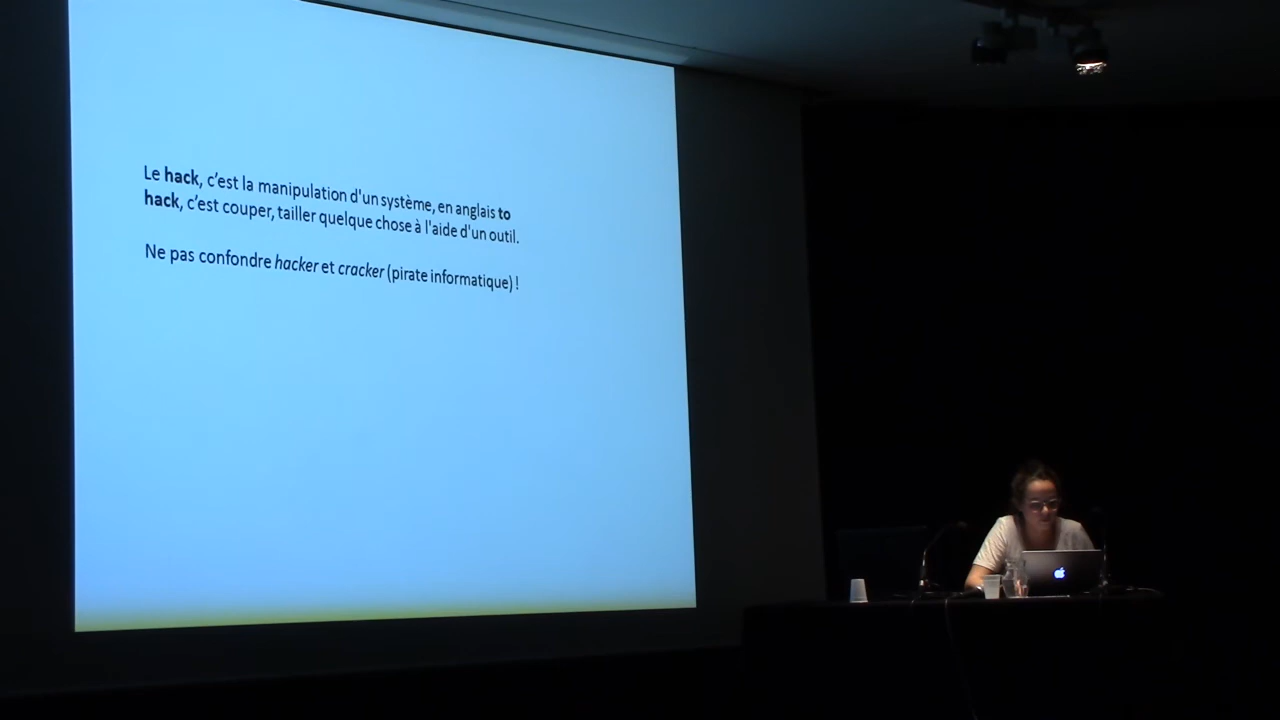 Le hack, c’est la manipulation d'un système, en anglais to
hack, c’est couper, tailler quelque chose à l'aide d'un outil.
Ne pas confondre hacker et cracker (pirate informatique) !